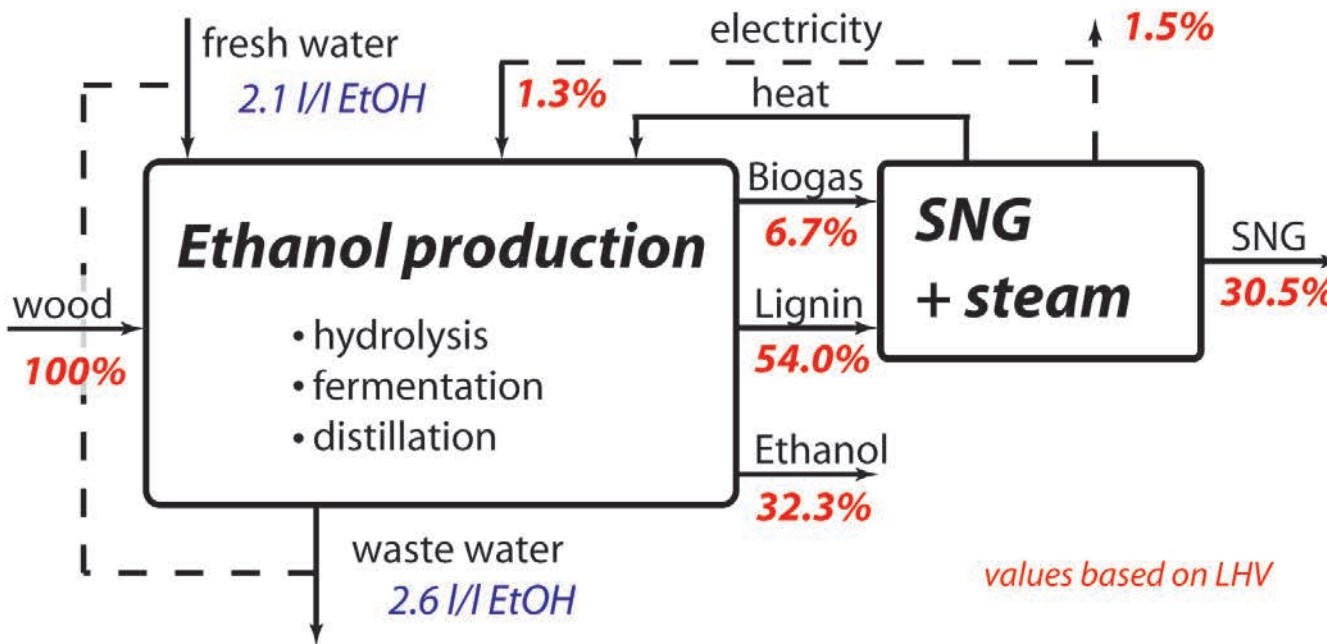 fresh water
2.1 l/l EtOH
electricity
1.5%
1.3%
heat
wood
100%
Ethanol production
• hydrolysis
• fermentation
• distillation
Biogas
6.7%
Lignin
54.0%
Ethanol
32.3%
SNG
+ steam
SNG
30.5%
waste water
2.6 l/l EtOH
values based on LHV